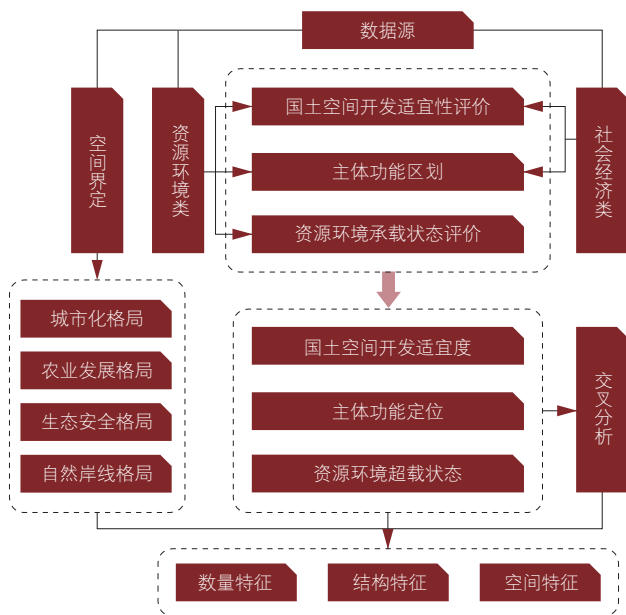 数据源
空间界定
资源环境类
国土空间开发适宜性评价
主体功能区划
资源环境承载状态评价
社会经济类
城市化格局
农业发展格局
生态安全格局
自然岸线格局
国土空间开发适宜度
主体功能定位
资源环境超载状态
交叉分析
数量特征
结构特征
空间特征